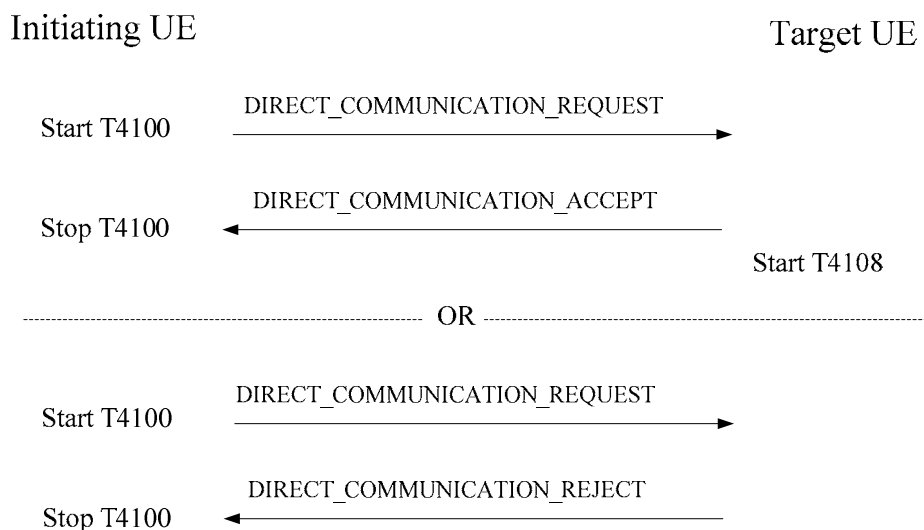 Initiating UE
Target UE
DIRECT_COMMUNICATION_REQUEST
Start T4100
DIRECT_COMMUNICATION_ACCEPT
Stop T4100
Start T4108
OR
DIRECT_COMMUNICATION_REQUEST
Start T4100
DIRECT_COMMUNICATION_REJECT
Stop T4100